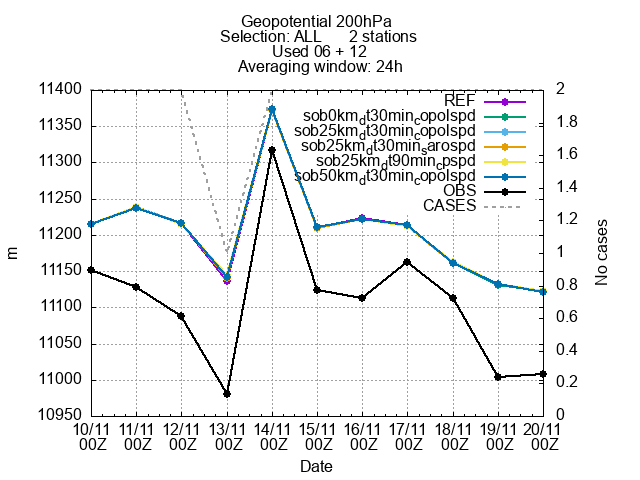 Geopotential 200hPa
Selection: ALL 2 stations
Used 06 + 12
Averaging window: 24h
11400
11350
11300
11250
11200
11150
11100
11050
11000
10950
m
2
1.8
1.6
1.4
1.2
1
0.8
0.6
0.4
0.2
0
No cases
REF
sob0km_dt30min_copolspd
sob25km_dt30min_copolspd
sob25km_dt30min_sarospd
sob25km_dt90min_cpspd
sob50km_dt30min_copolspd
OBS
CASES
10/11 11/11 12/11 13/11 14/11 15/11 16/11 17/11 18/11 19/11 20/11
00Z 00Z 00Z 00Z 00Z 00Z 00Z 00Z 00Z 00Z 00Z
Date